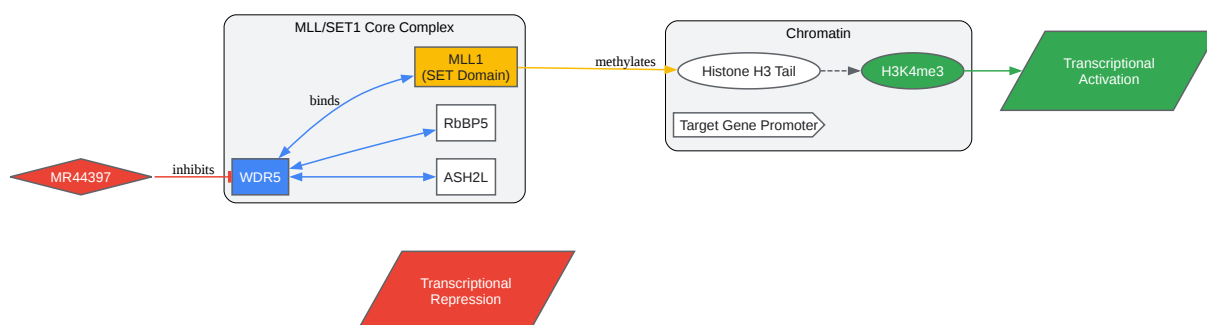 MLL/SET1 Core Complex
MLL1
(SET Domain)
binds
RbBP5
ASH2L
WDR5
MR44397
inhibits
methylates
Chromatin
Histone H3 Tail
H3K4me3
Target Gene Promoter
Transcriptional
Activation
Transcriptional
Repression